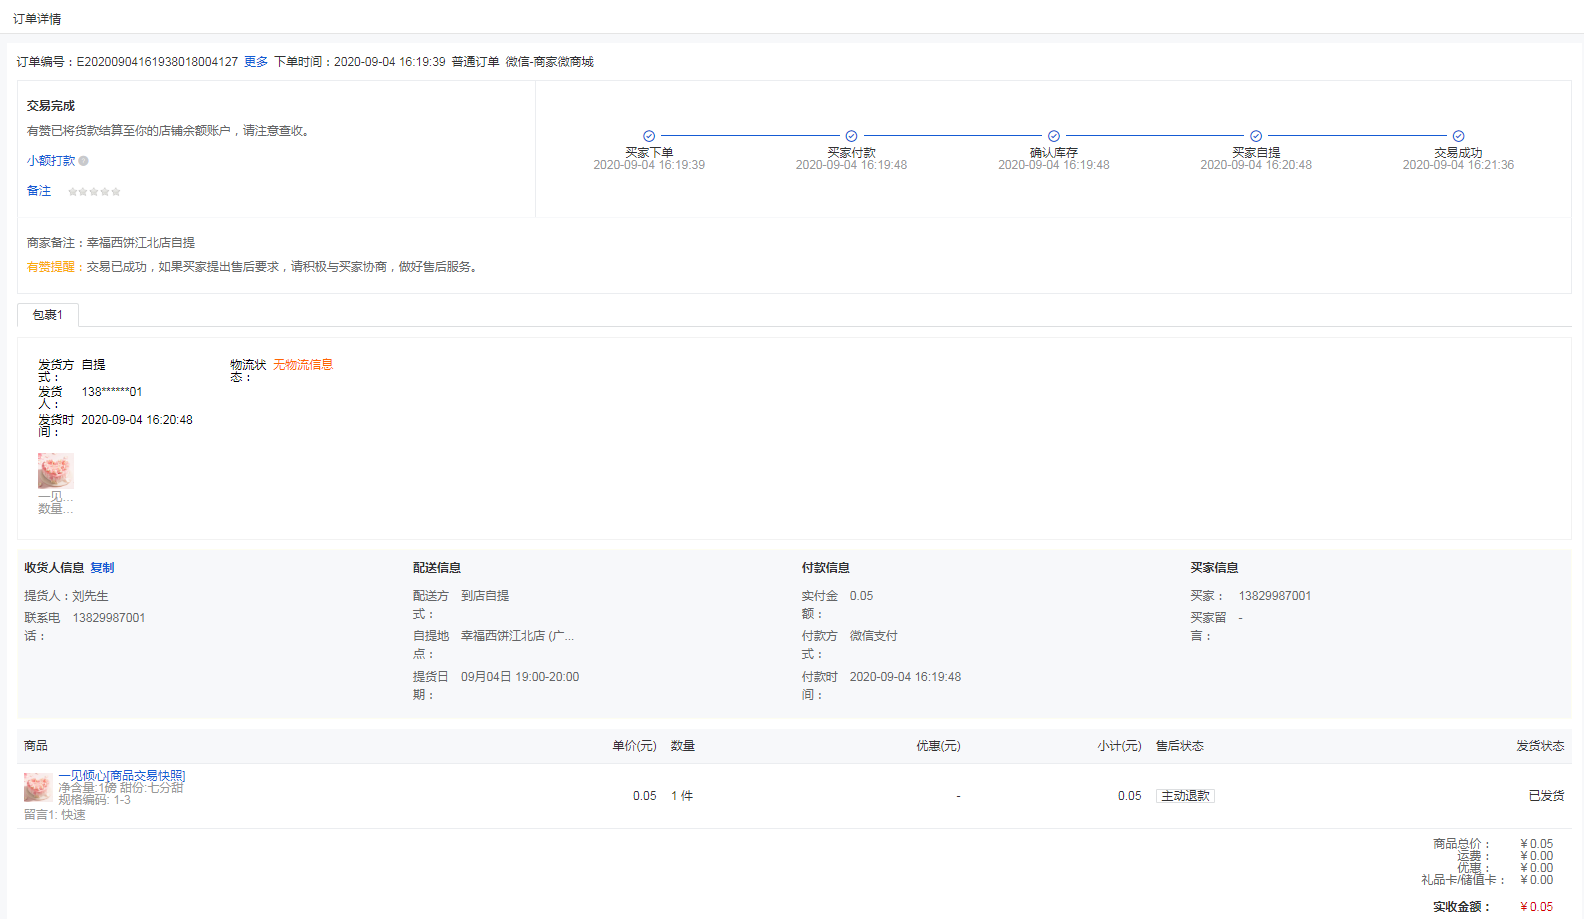 订单详情
订单编号：E20200904161938018004127 更多 下单时间：2020-09-04 16:19:39 普通订单 微信-商家微商城
交易完成
有赞已将货款结算至你的店铺余额账户，请注意查收。
小额打款
备注
买家下单
2020-09-04 16:19:39
买家付款
2020-09-04 16:19:48
确认库存
2020-09-04 16:19:48
买家自提
2020-09-04 16:20:48
交易成功
2020-09-04 16:21:36
商家备注：幸福西饼江北店自提
有赞提醒：交易已成功，如果买家提出售后要求，请积极与买家协商，做好售后服务。
包裹1
发货方式： 自提
物流状态： 无物流信息
发货人： 138******01
发货时间： 2020-09-04 16:20:48
一见...
数量...
收货人信息 复制
提货人：刘先生
联系电话： 13829987001
配送信息
配送方式： 到店自提
自提地点： 幸福西饼江北店 (广...
提货日期： 09月04日 19:00-20:00
付款信息
实付金额： 0.05
付款方式： 微信支付
付款时间： 2020-09-04 16:19:48
买家信息
买家： 13829987001
买家留言： -
商品 单价(元) 数量 优惠(元) 小计(元) 售后状态 发货状态
一见倾心[商品交易快照]
净含量:1磅 甜份:七分甜
规格编码: 1-3
留言1: 快速
0.05 1 件 - 0.05 主动退款 已发货
商品总价： ￥0.05
运费： ￥0.00
优惠： ￥0.00
礼品卡/储值卡： ￥0.00
实收金额： ￥0.05